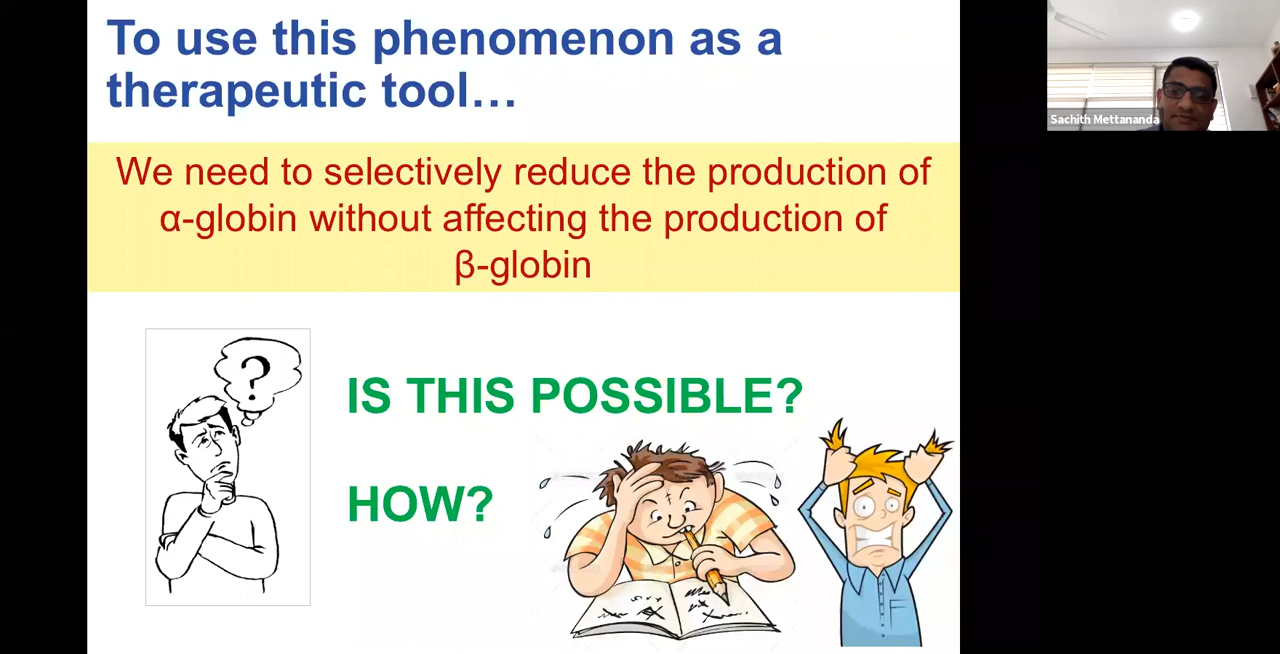 To use this phenomenon as a
therapeutic tool…
We need to selectively reduce the production of
α-globin without affecting the production of
β-globin
?
IS THIS POSSIBLE?
HOW?
Sachith Mettananda